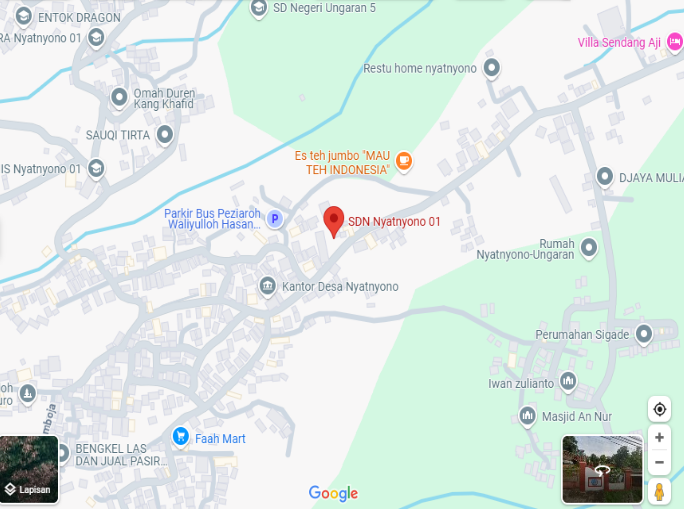 ENTOK DRAGON
SD Negeri Ungaran 5
RA Nyatnyono 01
Villa Sendang Aji
Restu home nyatnyono
Omah Duren
Kang Khafid
SAUQI TIRTA
Es teh jumbo "MAU
TEH INDONESIA"
IS Nyatnyono 01
DJAYA MULIA
Parkir Bus Peziaroh
Waliyulloh Hasan...
P
SDN Nyatnyono 01
Rumah
Nyatnyono-Ungaran
Kantor Desa Nyatnyono
Perumahan Sigade
Iwan zulianto
oh
uro
mboja
Masjid An Nur
Faah Mart
BENGKEL LAS
DAN JUAL PASIR...
Lapisan
Google